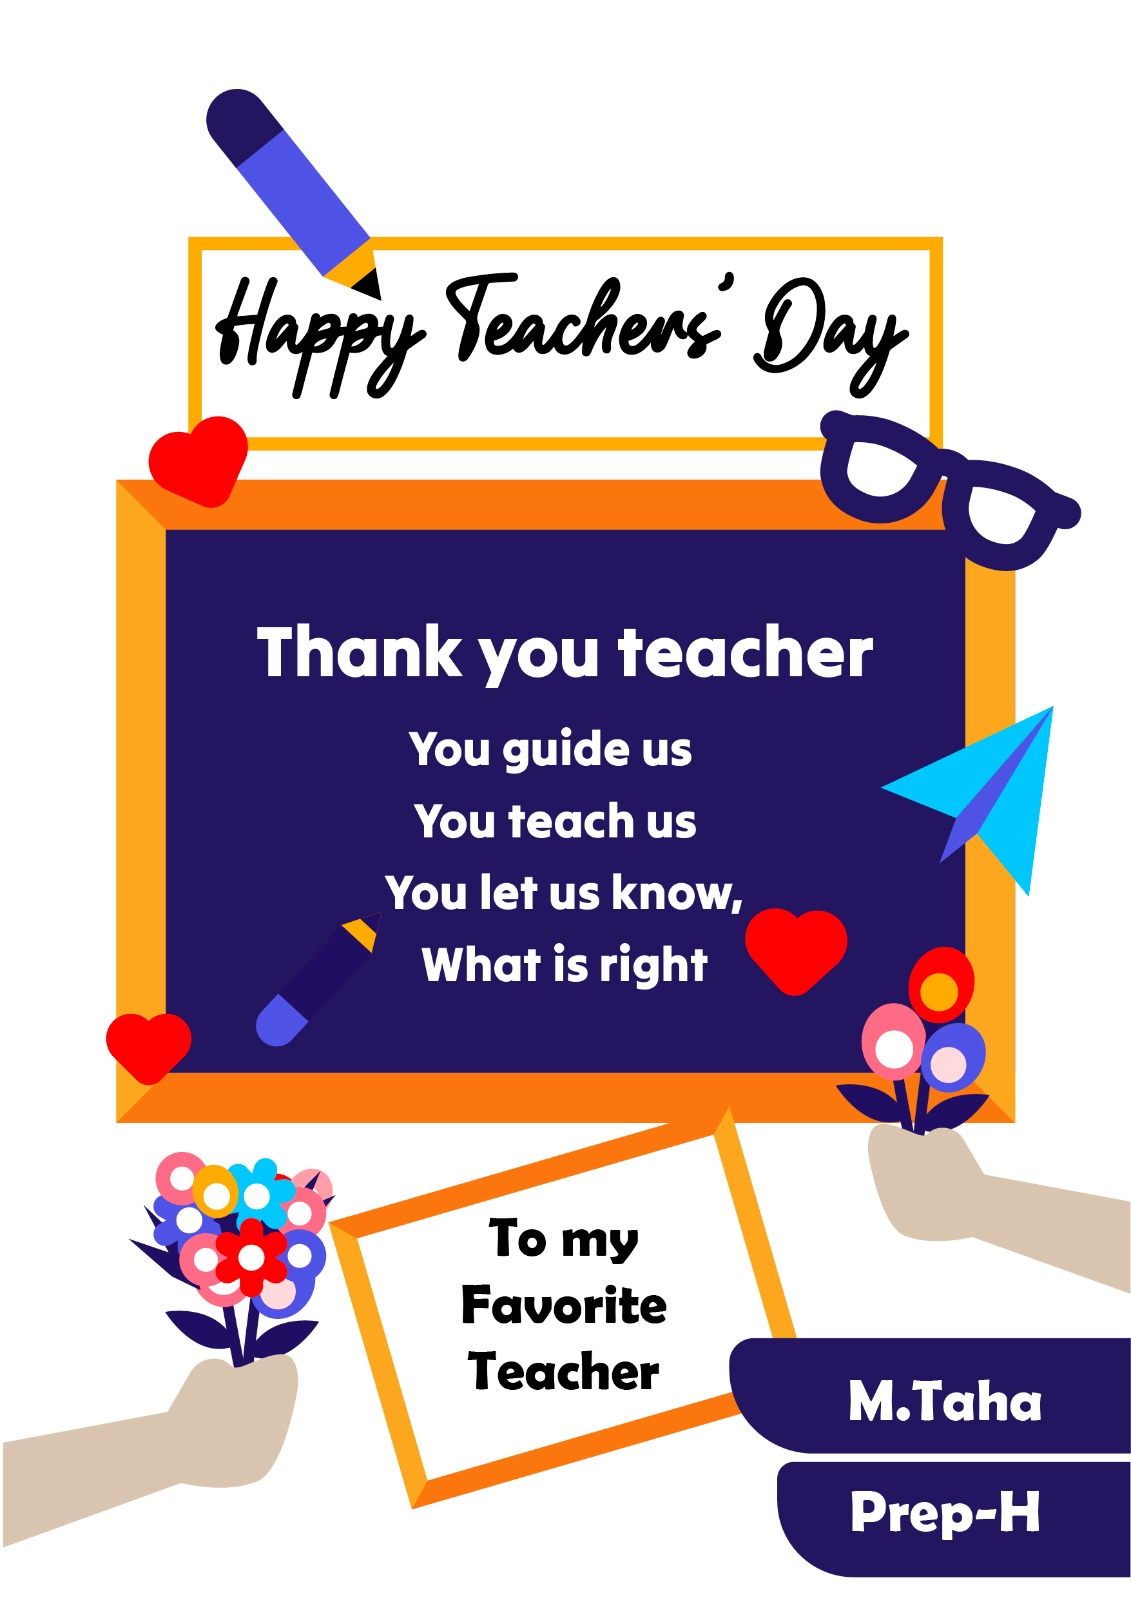 Happy Teachers' Day
Thank you teacher
You guide us
You teach us
You let us know,
What is right
To my
Favorite
Teacher
M.Taha
Prep-H